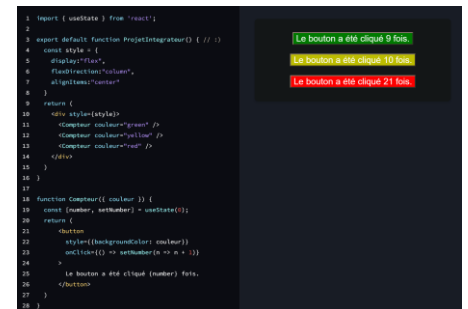 1 import { useState } from 'react';
2
3 export default function ProjetIntegrateur() { // :)
4 const style = {
5 display:"flex",
6 flexDirection:"column",
7 alignItems:"center"
8 }
9 return (
10 <div style={style}>
11 <Compteur couleur="green" />
12 <Compteur couleur="yellow" />
13 <Compteur couleur="red" />
14 </div>
15 )
16 }
17
18 function Compteur({ couleur }) {
19 const [number, setNumber] = useState(0);
20 return (
21 <button
22 style={{backgroundColor: couleur}}
23 onClick={() => setNumber(n => n + 1)}
24 >
25 Le bouton a été cliqué {number} fois.
26 </button>
27 )
28 }
Le bouton a été cliqué 9 fois.
Le bouton a été cliqué 10 fois.
Le bouton a été cliqué 21 fois.